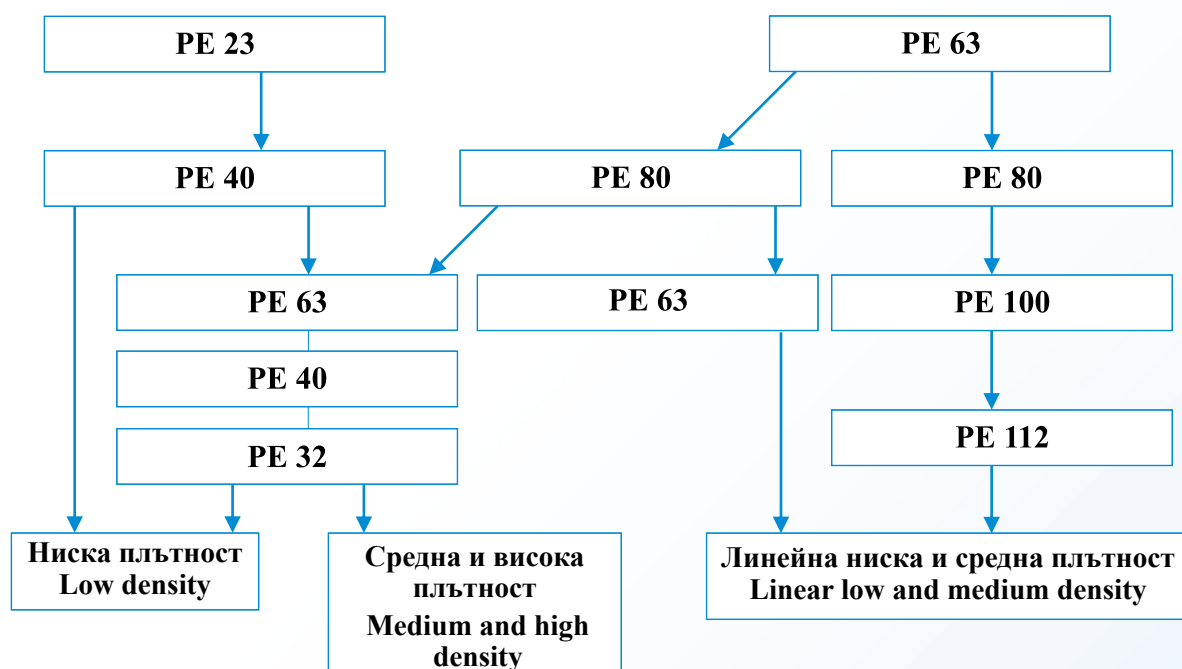 PE 23
PE 63
PE 40
PE 80
PE 80
PE 63
PE 63
PE 100
PE 40
PE 32
PE 112
Ниска плътност
Low density
Средна и висока
плътност
Medium and high
density
Линейна ниска и средна плътност
Linear low and medium density